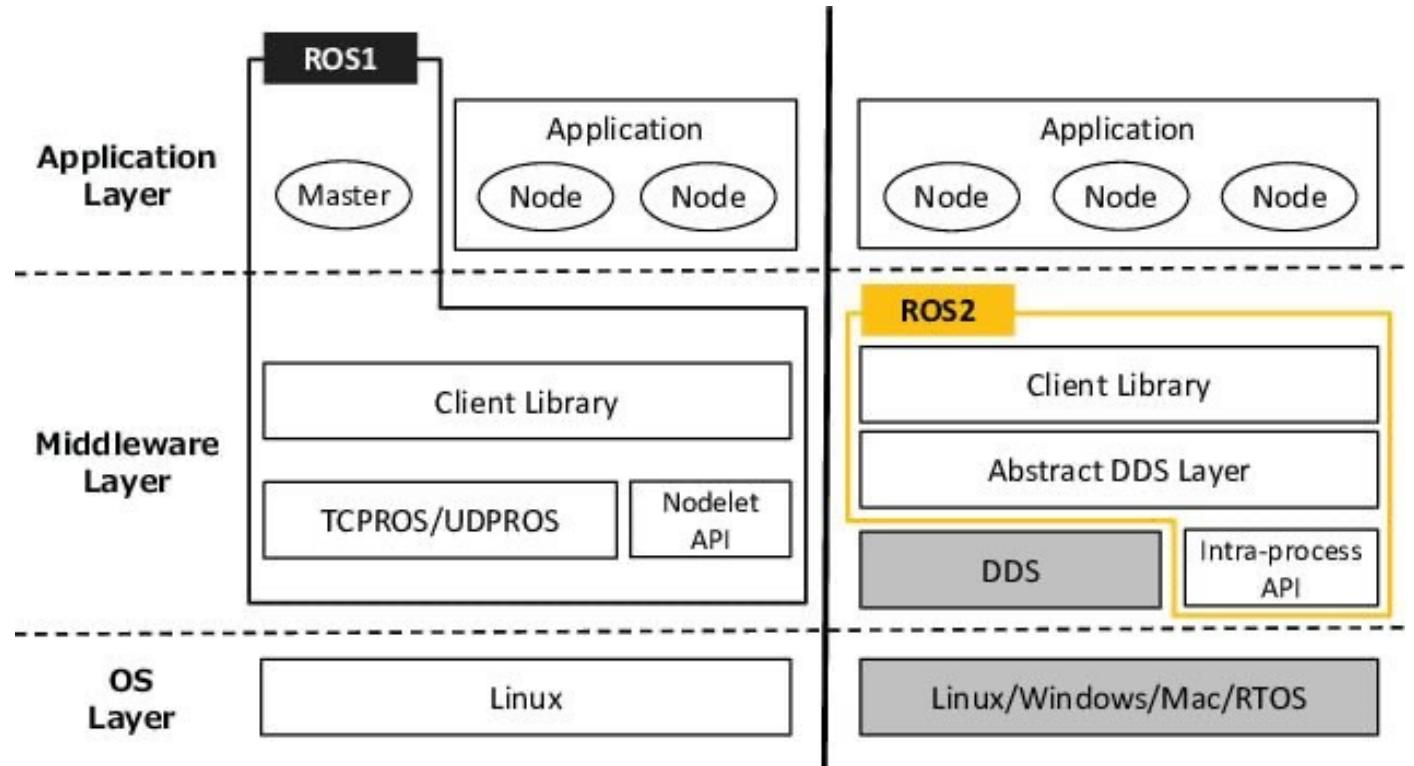 ROS1
Application
Layer
Master
Application
Node Node
Application
Node Node Node
Middleware
Layer
Client Library
TCPROS/UDPROS
Nodelet
API
ROS2
Client Library
Abstract DDS Layer
DDS
Intra-process
API
OS
Layer
Linux
Linux/Windows/Mac/RTOS